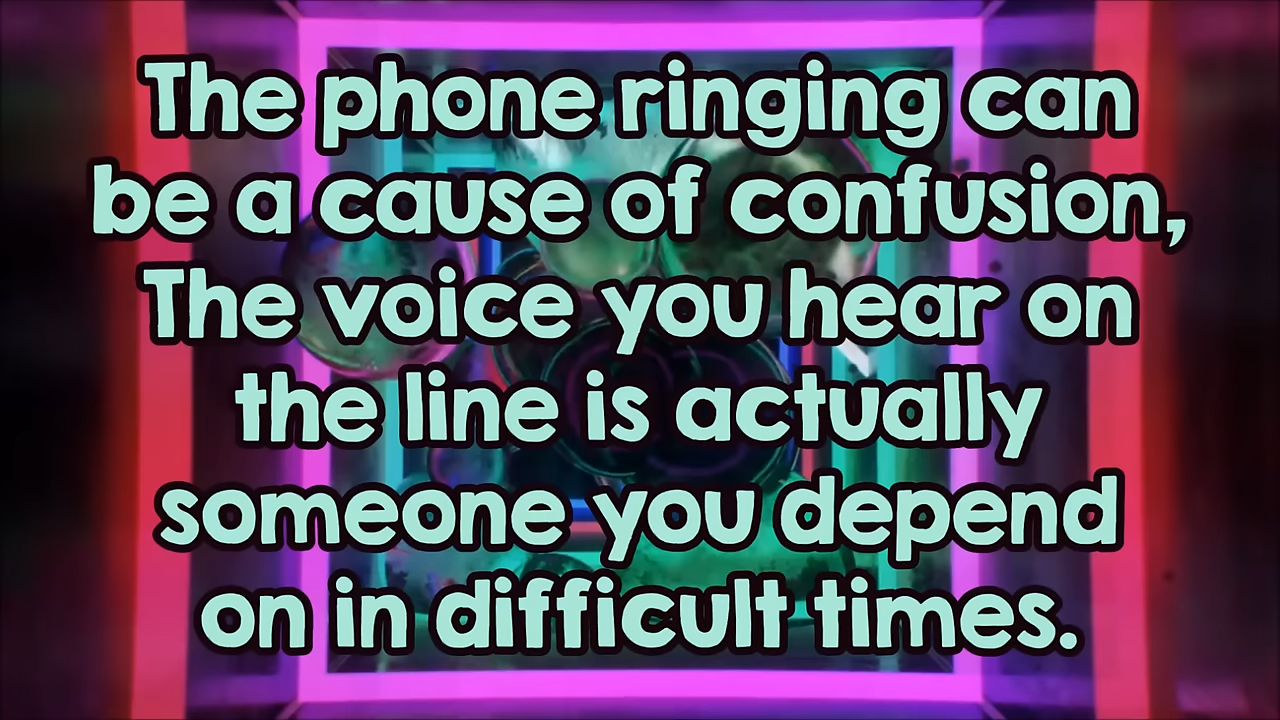 The phone ringing can
be a cause of confusion,
The voice you hear on
the line is actually
someone you depend
on in difficult times.